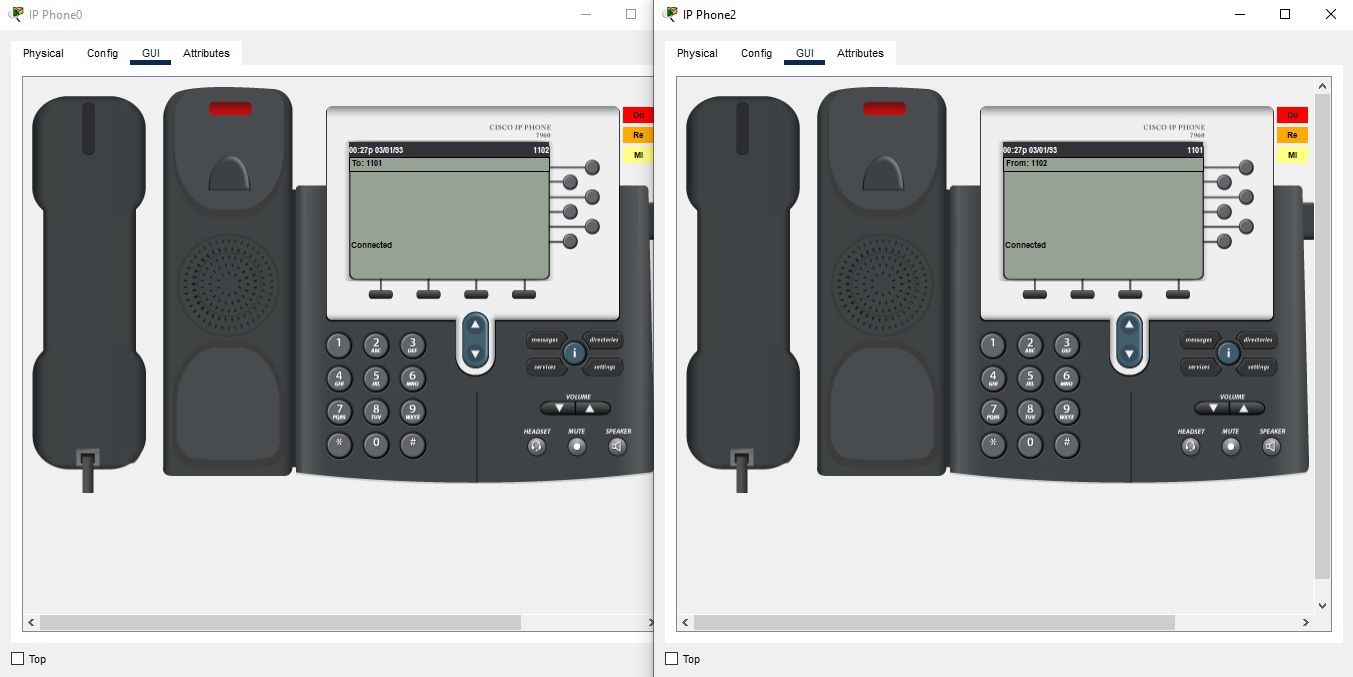 IP Phone0
Physical Config GUI Attributes
CISCO IP PHONE
7960
00:27p 03/01/93 1102
To: 1101
Connected
Do
Re
MI
1 2 ABC 3 DEF
4 GHI 5 JKL 6 MNO
7 PQRS 8 TUV 9 WXYZ
* 0 #
messages directories
i
services settings
VOLUME
HEADSET MUTE SPEAKER
Top
IP Phone2
Physical Config GUI Attributes
CISCO IP PHONE
7960
00:27p 03/01/93 1101
From: 1102
Connected
Do
Re
MI
1 2 ABC 3 DEF
4 GHI 5 JKL 6 MNO
7 PQRS 8 TUV 9 WXYZ
* 0 #
messages directories
i
services settings
VOLUME
HEADSET MUTE SPEAKER
Top